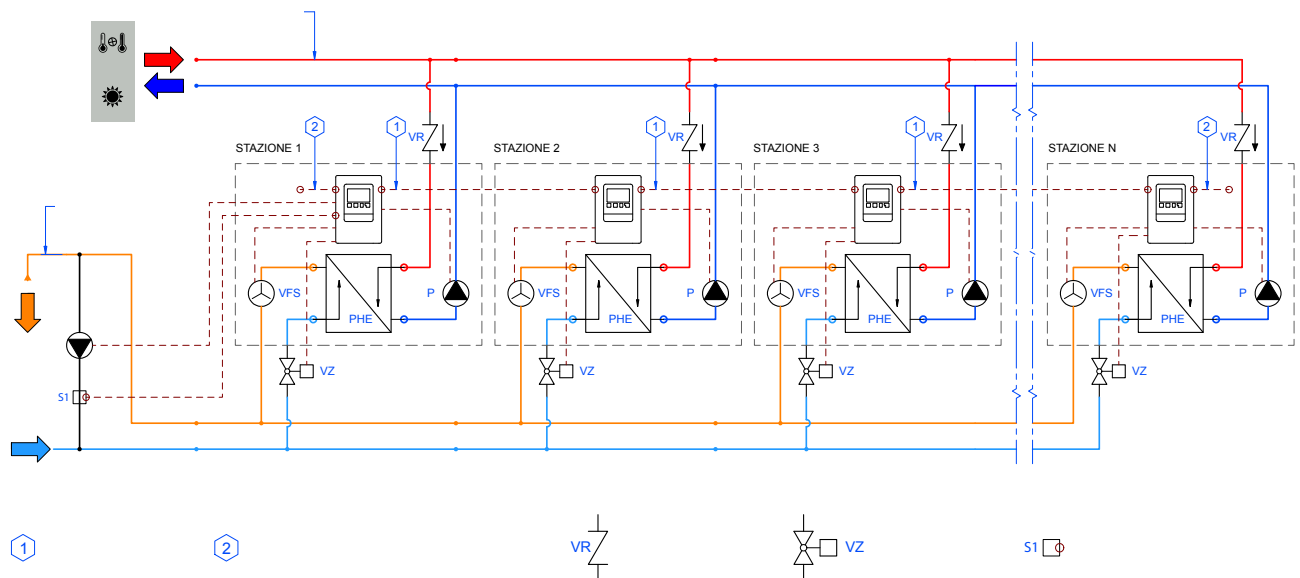 2
1
VR
1
VR
1
VR
2
VR
STAZIONE 1
STAZIONE 2
STAZIONE 3
STAZIONE N
VFS
P
VFS
P
VFS
P
VFS
P
PHE
PHE
PHE
PHE
VZ
VZ
VZ
VZ
S1
1
2
VR
VZ
S1